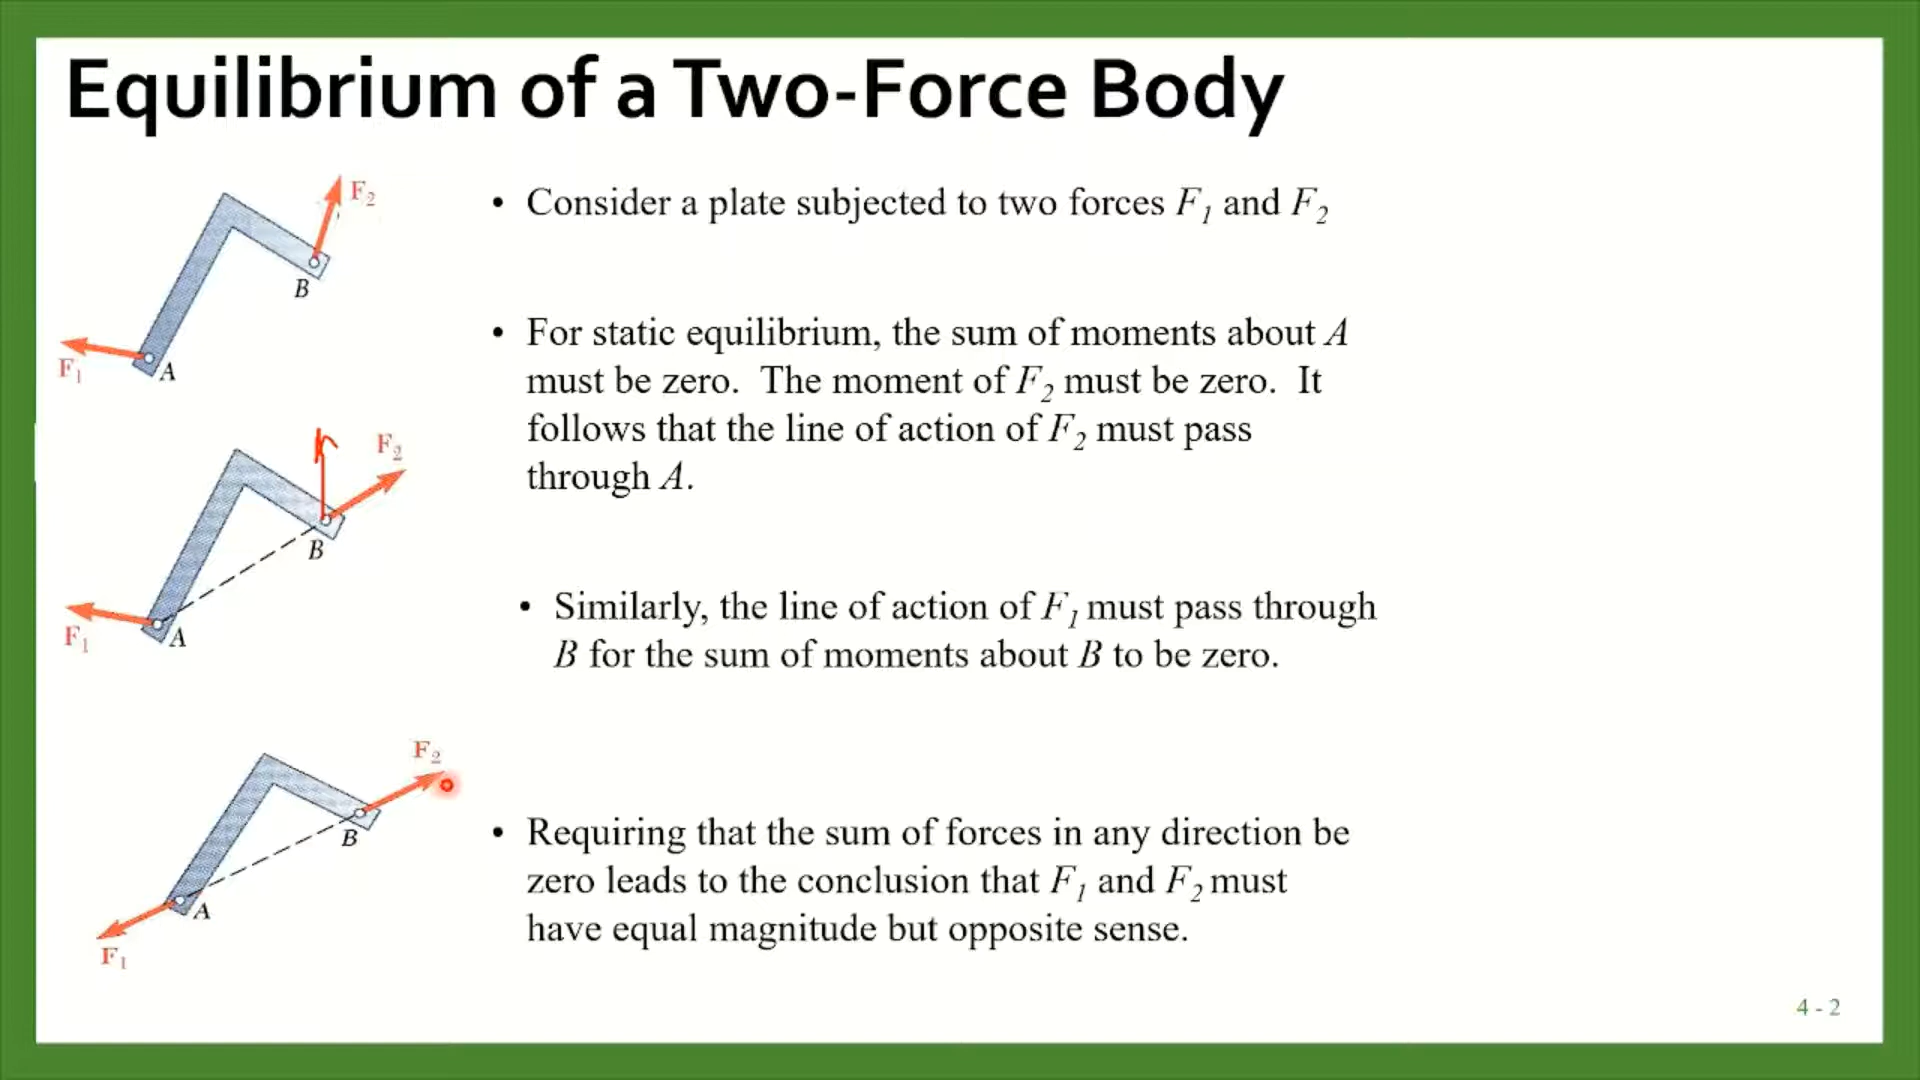 Equilibrium of a Two-Force Body
F2
B
F1
A
• Consider a plate subjected to two forces F1 and F2
• For static equilibrium, the sum of moments about A
must be zero.  The moment of F2 must be zero.  It
follows that the line of action of F2 must pass
through A.
F2
B
F1
A
• Similarly, the line of action of F1 must pass through
B for the sum of moments about B to be zero.
F2
B
A
F1
• Requiring that the sum of forces in any direction be
zero leads to the conclusion that F1 and F2 must
have equal magnitude but opposite sense.
4 - 2